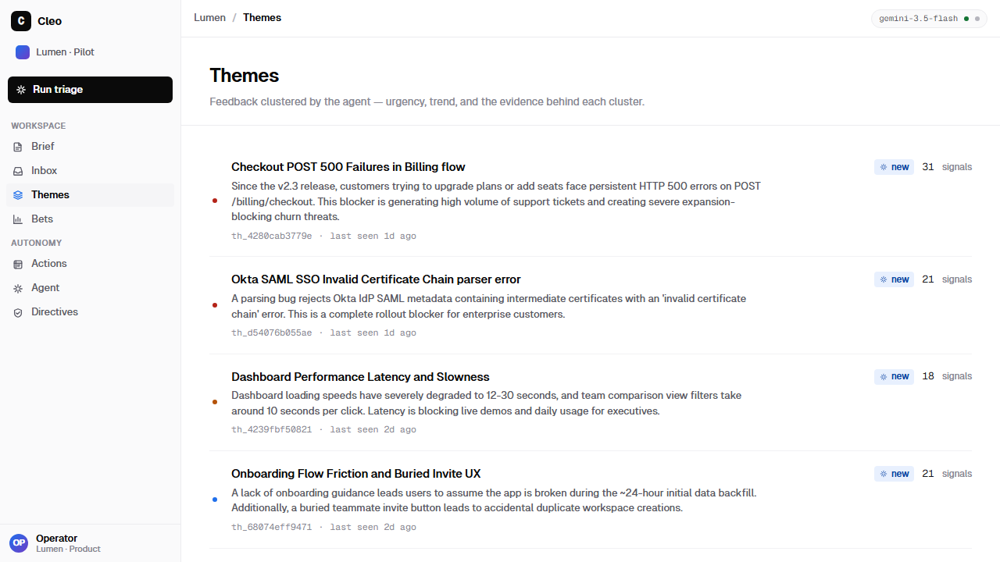 C Cleo
Lumen · Pilot
Run triage
WORKSPACE
Brief
Inbox
Themes
Bets
AUTONOMY
Actions
Agent
Directives
OP Operator
Lumen · Product
Lumen / Themes
gemini-3.5-flash
Themes
Feedback clustered by the agent — urgency, trend, and the evidence behind each cluster.
Checkout POST 500 Failures in Billing flow
new 31 signals
Since the v2.3 release, customers trying to upgrade plans or add seats face persistent HTTP 500 errors on POST
/billing/checkout. This blocker is generating high volume of support tickets and creating severe expansion-
blocking churn threats.
th_4280cab3779e · last seen 1d ago
Okta SAML SSO Invalid Certificate Chain parser error
new 21 signals
A parsing bug rejects Okta IdP SAML metadata containing intermediate certificates with an 'invalid certificate
chain' error. This is a complete rollout blocker for enterprise customers.
th_d54076b055ae · last seen 1d ago
Dashboard Performance Latency and Slowness
new 18 signals
Dashboard loading speeds have severely degraded to 12-30 seconds, and team comparison view filters take
around 10 seconds per click. Latency is blocking live demos and daily usage for executives.
th_4239fbf50821 · last seen 2d ago
Onboarding Flow Friction and Buried Invite UX
new 21 signals
A lack of onboarding guidance leads users to assume the app is broken during the ~24-hour initial data backfill.
Additionally, a buried teammate invite button leads to accidental duplicate workspace creations.
th_68074eff9471 · last seen 2d ago